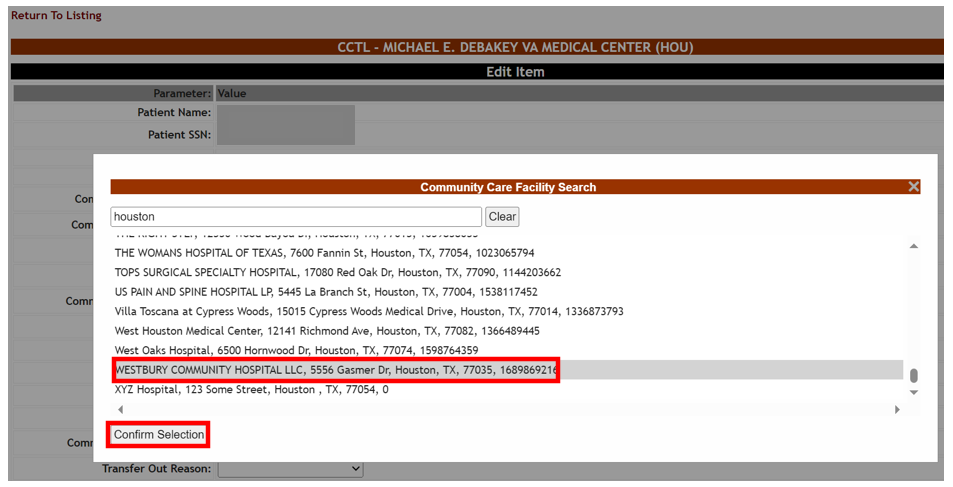 Return To Listing
CCTL - MICHAEL E. DEBAKEY VA MEDICAL CENTER (HOU)
Edit Item
Parameter: Value
Patient Name:
Patient SSN:
Community Care Facility Search
Con
houston Clear
Com
THE WOMANS HOSPITAL OF TEXAS, 7600 Fannin St, Houston, TX, 77054, 1023065794
TOPS SURGICAL SPECIALTY HOSPITAL, 17080 Red Oak Dr, Houston, TX, 77090, 1144203662
US PAIN AND SPINE HOSPITAL LP, 5445 La Branch St, Houston, TX, 77004, 1538117452
Comm
Villa Toscana at Cypress Woods, 15015 Cypress Woods Medical Drive, Houston, TX, 77014, 1336873793
West Houston Medical Center, 12141 Richmond Ave, Houston, TX, 77082, 1366489445
West Oaks Hospital, 6500 Hornwood Dr, Houston, TX, 77074, 1598764359
WESTBURY COMMUNITY HOSPITAL LLC, 5556 Gasmer Dr, Houston, TX, 77035, 1689869216
XYZ Hospital, 123 Some Street, Houston , TX, 77054, 0
Confirm Selection
Comm
Transfer Out Reason: